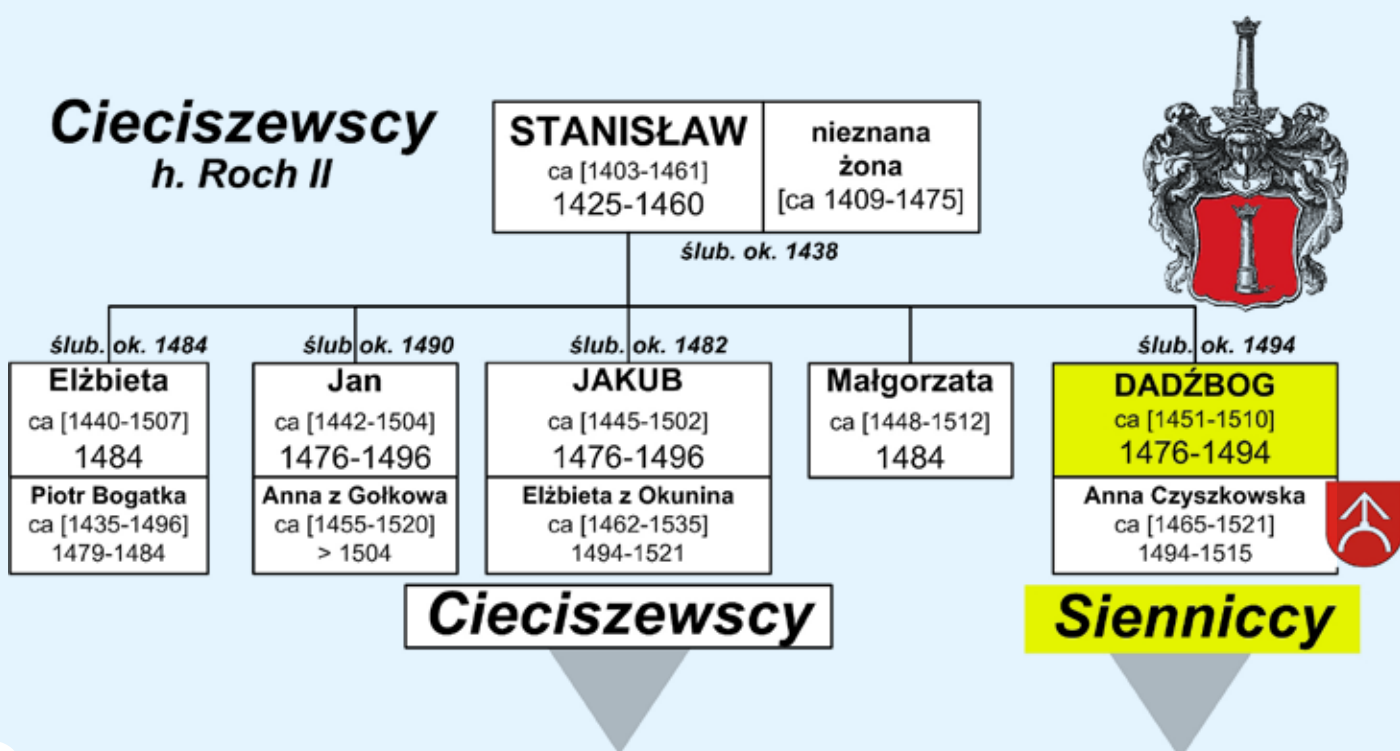 Cieciszewscy
h. Roch II
STANISŁAW
ca [1403-1461]
1425-1460
nieznana
żona
[ca 1409-1475]
ślub. ok. 1438
ślub. ok. 1484
Elżbieta
ca [1440-1507]
1484
Piotr Bogatka
ca [1435-1496]
1479-1484
ślub ok. 1490
Jan
ca [1442-1504]
1476-1496
Anna z Gołkowa
ca [1455-1520]
> 1504
ślub. ok. 1482
JAKUB
ca [1445-1502]
1476-1496
Elżbieta z Okunina
ca [1462-1535]
1494-1521
Małgorzata
ca [1448-1512]
1484
ślub. ok. 1494
DADŹBOG
ca [1451-1510]
1476-1494
Anna Czyszkowska
ca [1465-1521]
1494-1515
Cieciszewscy
Sienniccy